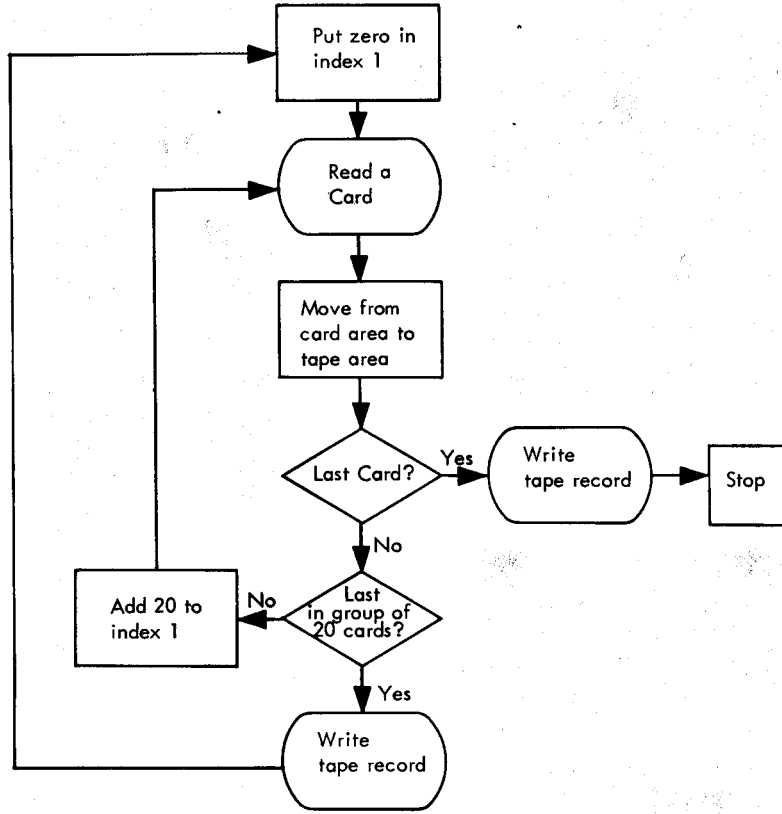 Put zero in
index 1
Read a
Card
Move from
card area to
tape area
Last Card?
Yes
Write
tape record
Stop
No
Last
in group of
20 cards?
No
Add 20 to
index 1
Yes
Write
tape record